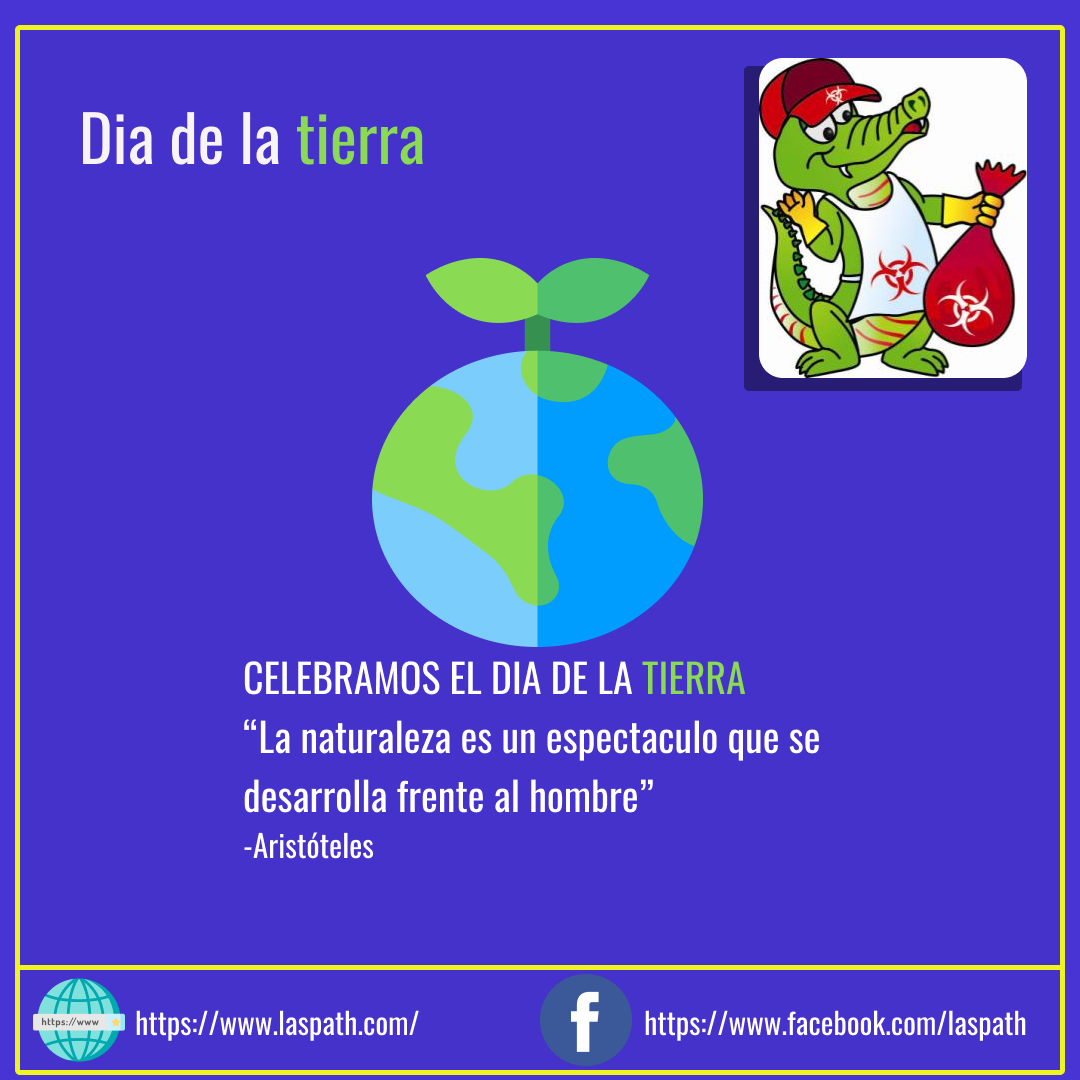 Dia de la tierra
CELEBRAMOS EL DIA DE LA TIERRA
“La naturaleza es un espectaculo que se
desarrolla frente al hombre”
-Aristóteles
https://www
https://www.laspath.com/
f
https://www.facebook.com/laspath